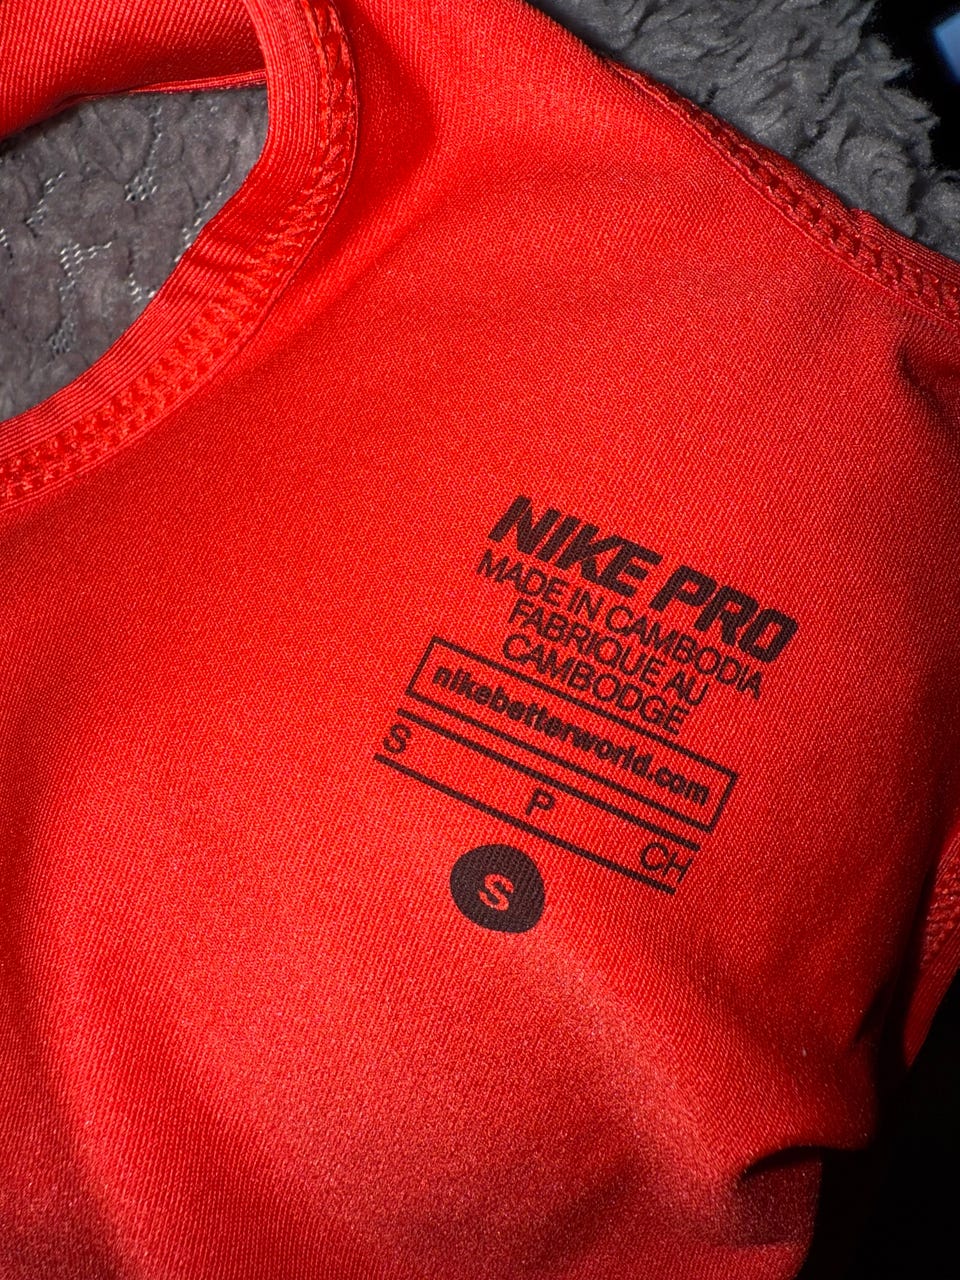 NIKE PRO
MADE IN CAMBODIA
FABRIQUE AU
CAMBODGE
nikebetterworld.com
S P CH
S